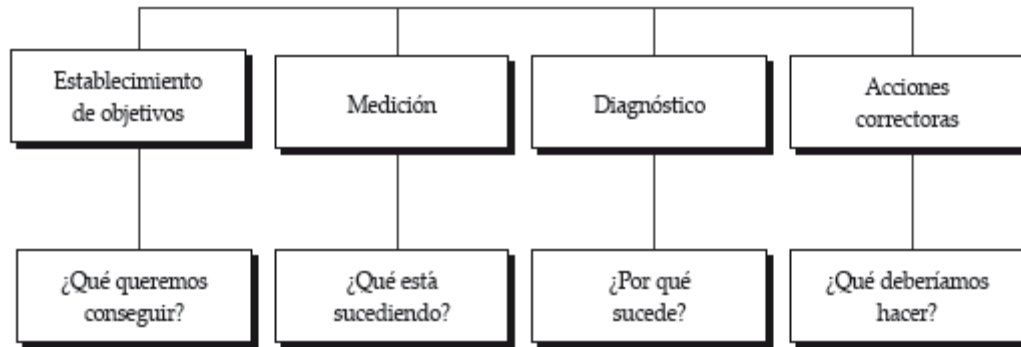 Establecimiento
de objetivos
Medición
Diagnóstico
Acciones
correctoras
¿Qué queremos
conseguir?
¿Qué está
sucediendo?
¿Por qué
sucede?
¿Qué deberíamos
hacer?